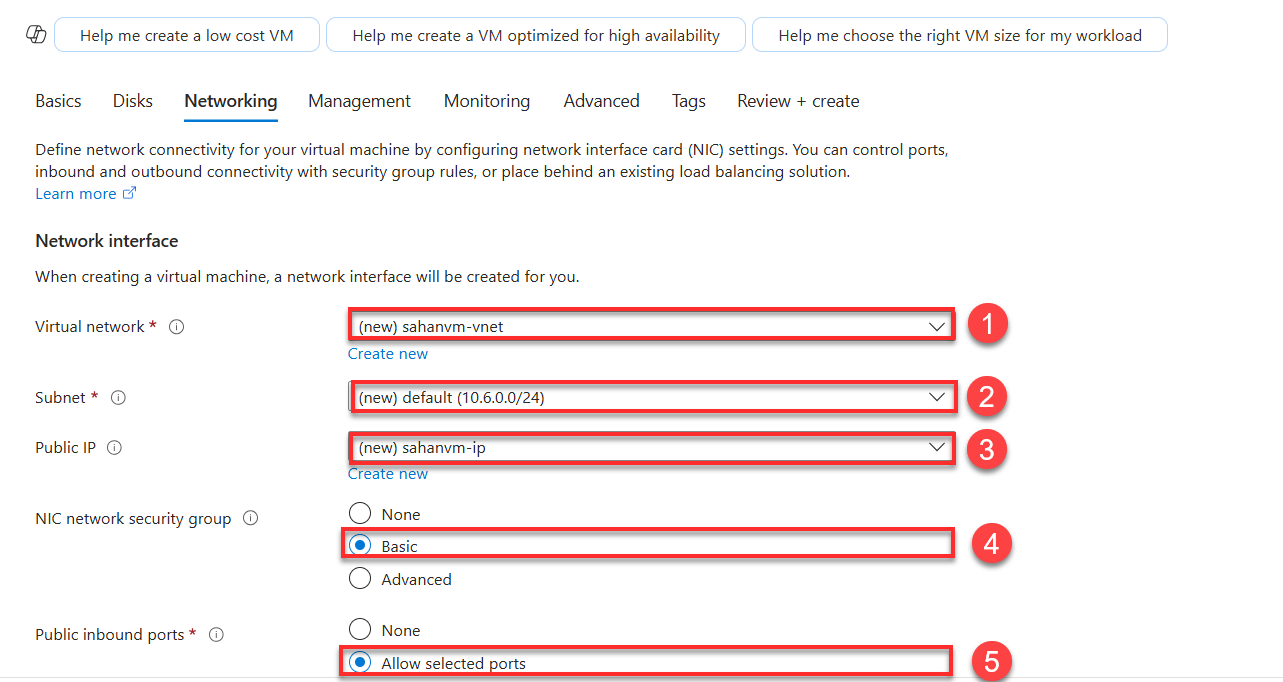 Help me create a low cost VM Help me create a VM optimized for high availability Help me choose the right VM size for my workload
Basics Disks Networking Management Monitoring Advanced Tags Review + create
Define network connectivity for your virtual machine by configuring network interface card (NIC) settings. You can control ports,
inbound and outbound connectivity with security group rules, or place behind an existing load balancing solution.
Learn more
Network interface
When creating a virtual machine, a network interface will be created for you.
Virtual network * (new) sahanvm-vnet 1
Create new
Subnet * (new) default (10.6.0.0/24) 2
Public IP (new) sahanvm-ip 3
Create new
NIC network security group None
Basic 4
Advanced
Public inbound ports * None
Allow selected ports 5